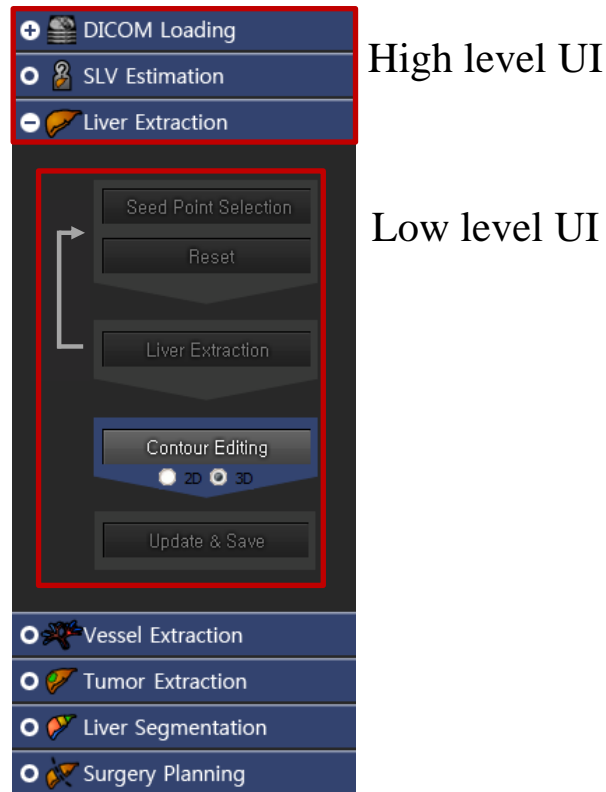 DICOM Loading
High level UI
SLV Estimation
Liver Extraction
Seed Point Selection
Low level UI
Reset
Liver Extraction
Contour Editing
2D 3D
Update & Save
Vessel Extraction
Tumor Extraction
Liver Segmentation
Surgery Planning